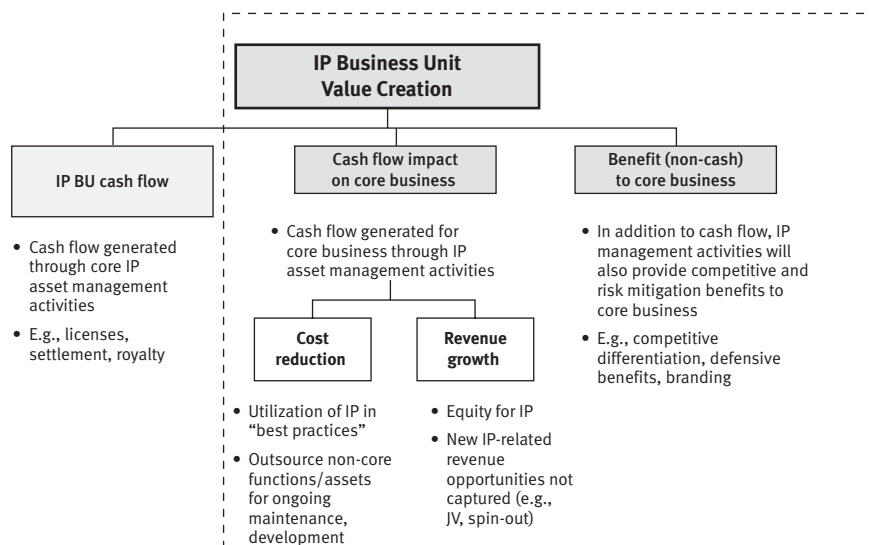 IP Business Unit
Value Creation
IP BU cash flow
Cash flow impact
on core business
Benefit (non-cash)
to core business
• Cash flow generated
through core IP
asset management
activities
• E.g., licenses,
settlement, royalty
• Cash flow generated for
core business through IP
asset management activities
Cost
reduction
Revenue
growth
• Utilization of IP in
“best practices”
• Outsource non-core
functions/assets
for ongoing
maintenance,
development
• Equity for IP
• New IP-related
revenue
opportunities not
captured (e.g.,
JV, spin-out)
• In addition to cash flow, IP
management activities will
also provide competitive and
risk mitigation benefits to
core business
• E.g., competitive
differentiation, defensive
benefits, branding